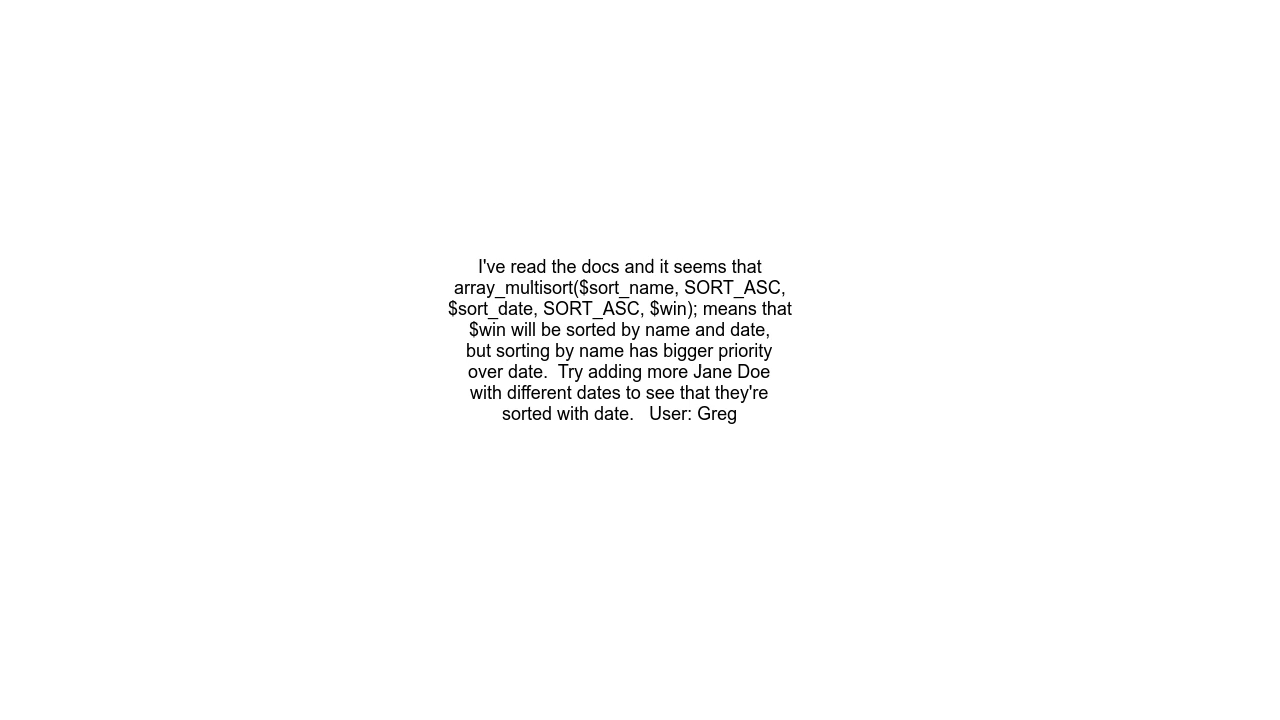 I've read the docs and it seems that
array_multisort($sort_name, SORT_ASC,
$sort_date, SORT_ASC, $win); means that
$win will be sorted by name and date,
but sorting by name has bigger priority
over date.  Try adding more Jane Doe
with different dates to see that they're
sorted with date.   User: Greg